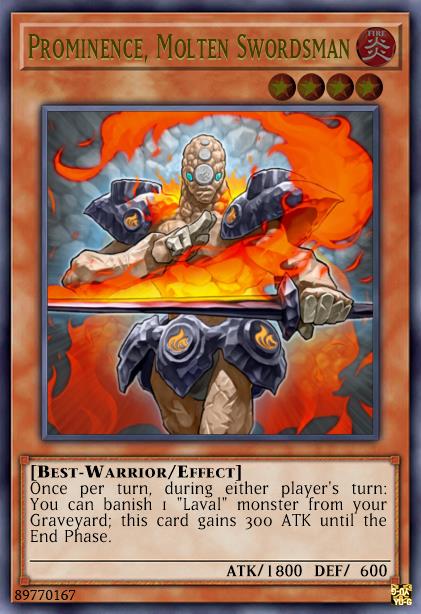 Prominence, Molten Swordsman
FIRE
炎
[Best-Warrior/Effect]
Once per turn, during either player's turn:
You can banish 1 "Laval" monster from your
Graveyard; this card gains 300 ATK until the
End Phase.
ATK/1800 DEF/ 600
89770167